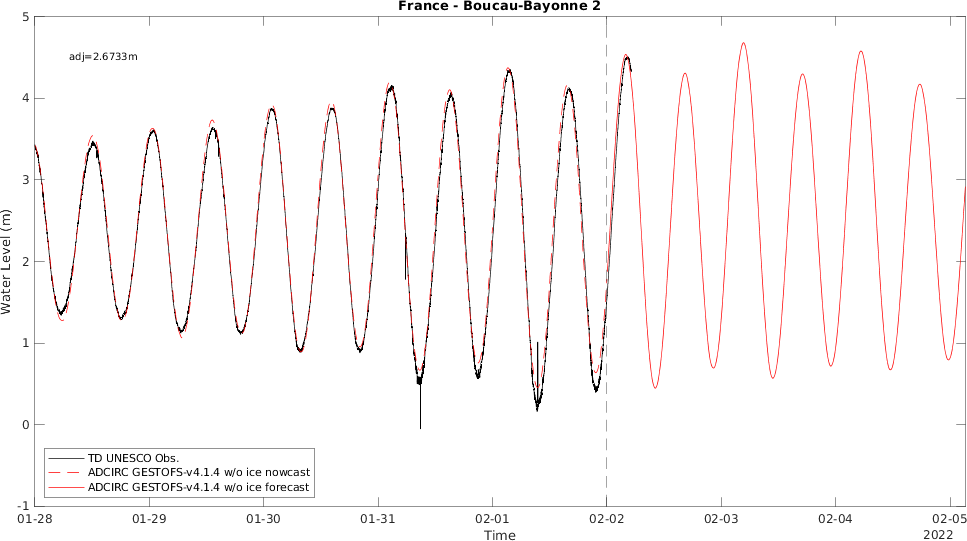 France - Boucau-Bayonne 2
5
adj=2.6733m
4
3
2
1
0
-1
Water Level (m)
TD UNESCO Obs.
ADCIRC GESTOFS-v4.1.4 w/o ice nowcast
ADCIRC GESTOFS-v4.1.4 w/o ice forecast
01-28 01-29 01-30 01-31 02-01 02-02 02-03 02-04 02-05
Time
2022